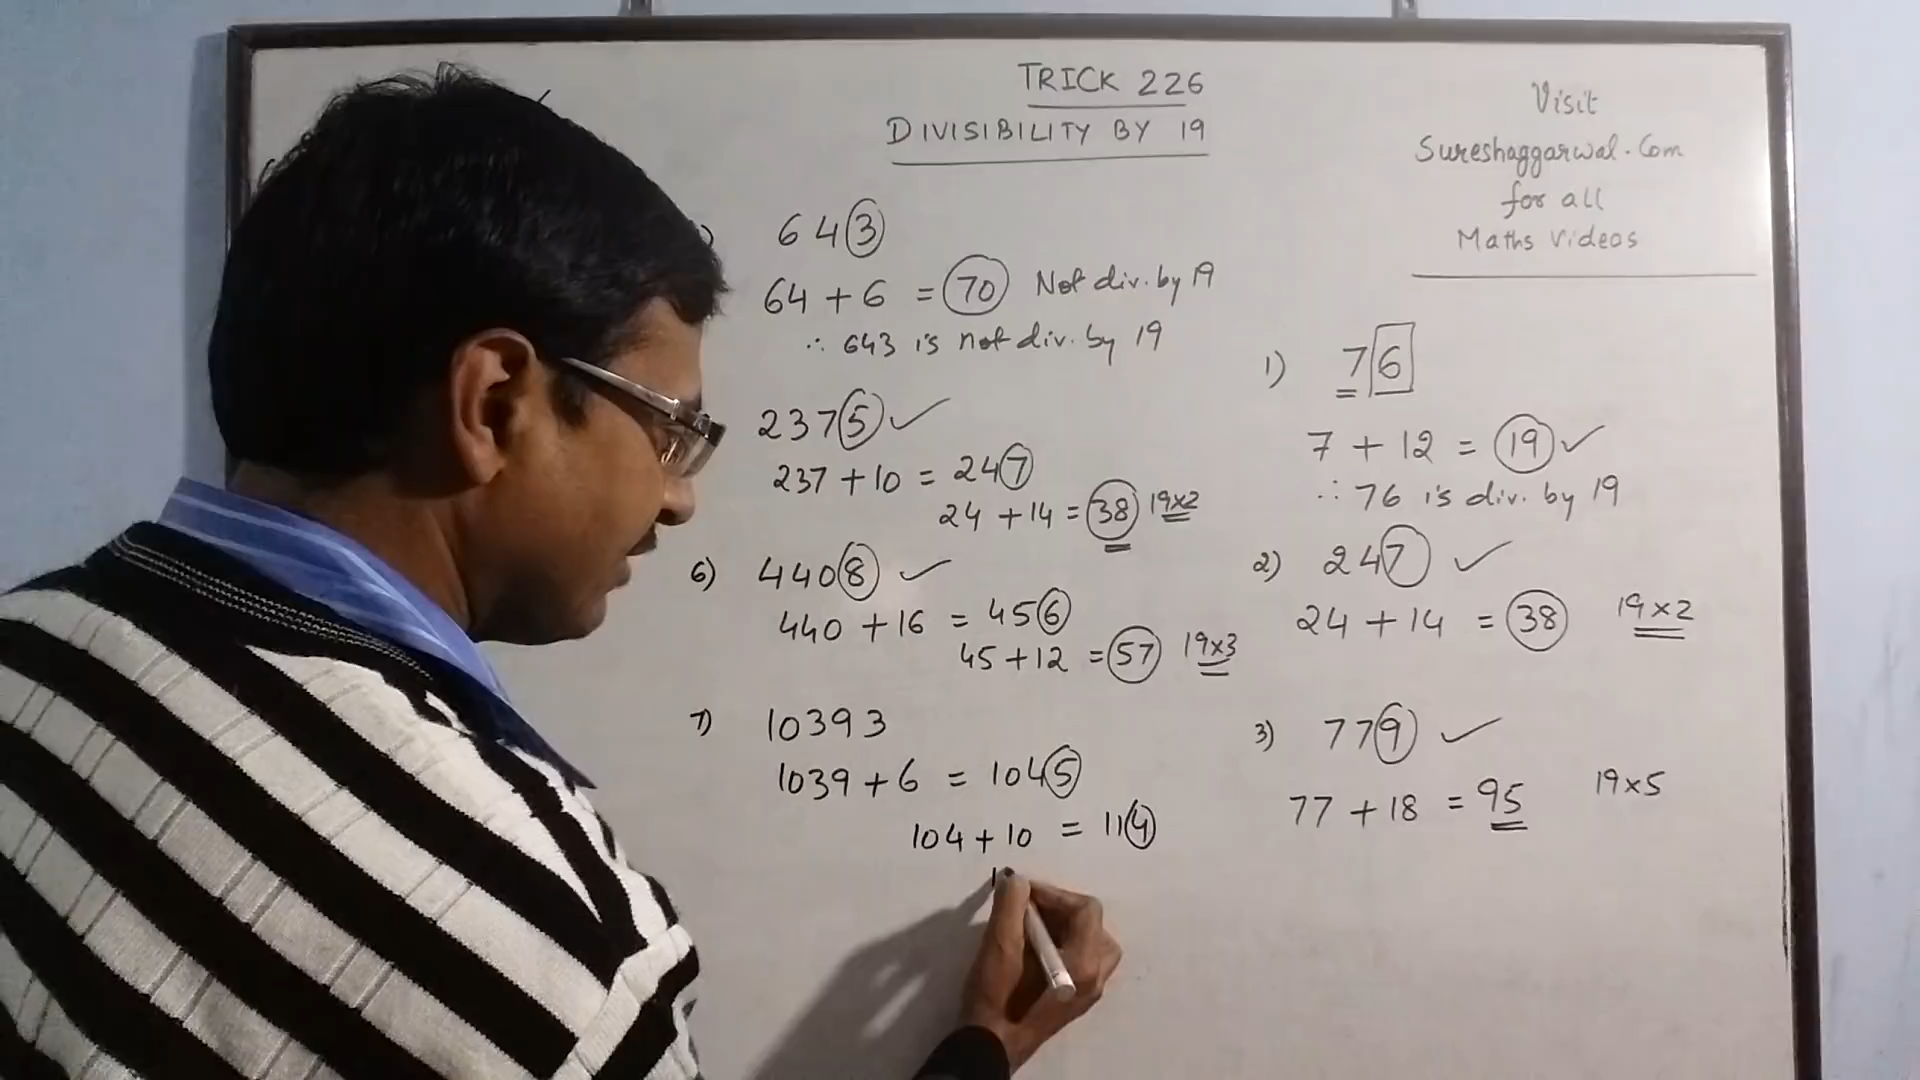 TRICK 226
DIVISIBILITY BY 19
Visit
Sureshaggarwal.Com
for all
Maths Videos
) 643
64 + 6 = 70 Not div. by 19
∴ 643 is not div. by 19
2375 ✓
237 + 10 = 247
24 + 14 = 38 19×2
6) 4408 ✓
440 + 16 = 456
45 + 12 = 57 19×3
7) 10393
1039 + 6 = 1045
104 + 10 = 114
1
1) 76
7 + 12 = 19 ✓
∴ 76 is div. by 19
2) 247 ✓
24 + 14 = 38 19×2
3) 779 ✓
77 + 18 = 95 19×5